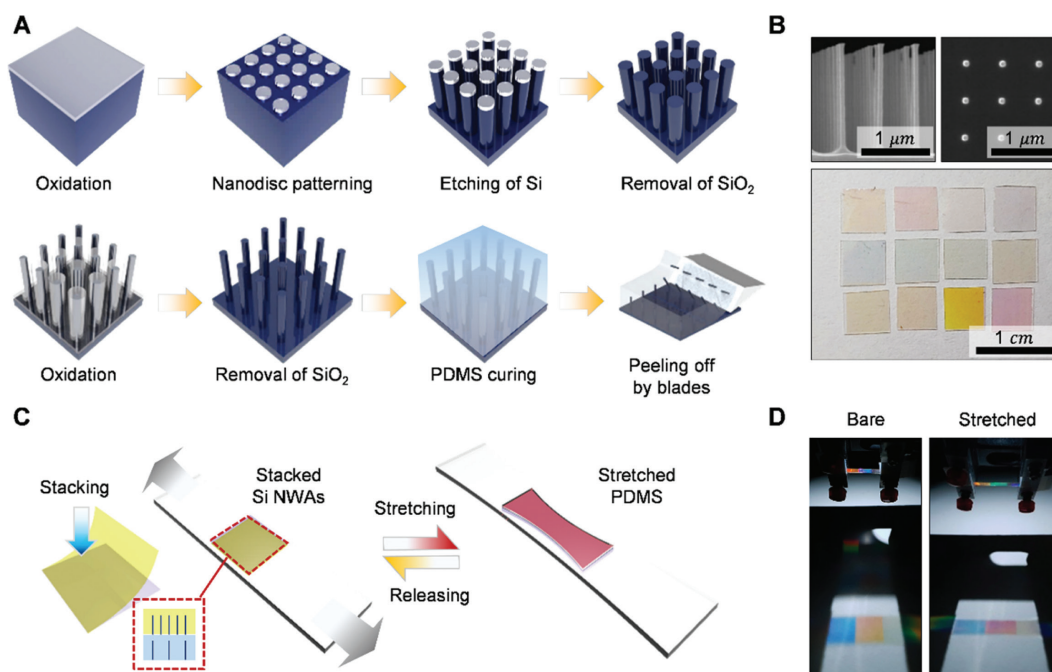 A
Oxidation
Nanodisc patterning
Etching of Si
Removal of SiO₂
Oxidation
Removal of SiO₂
PDMS curing
Peeling off
by blades
B
1 μm
1 μm
1 cm
C
Stacking
Stacked
Si NWAs
Stretching
Releasing
Stretched
PDMS
D
Bare
Stretched